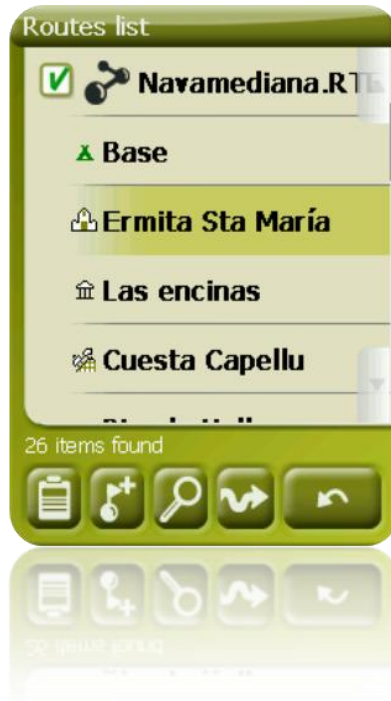 Routes list
Navamediana.RT
Base
Ermita Sta María
Las encinas
Cuesta Capellu
26 items found